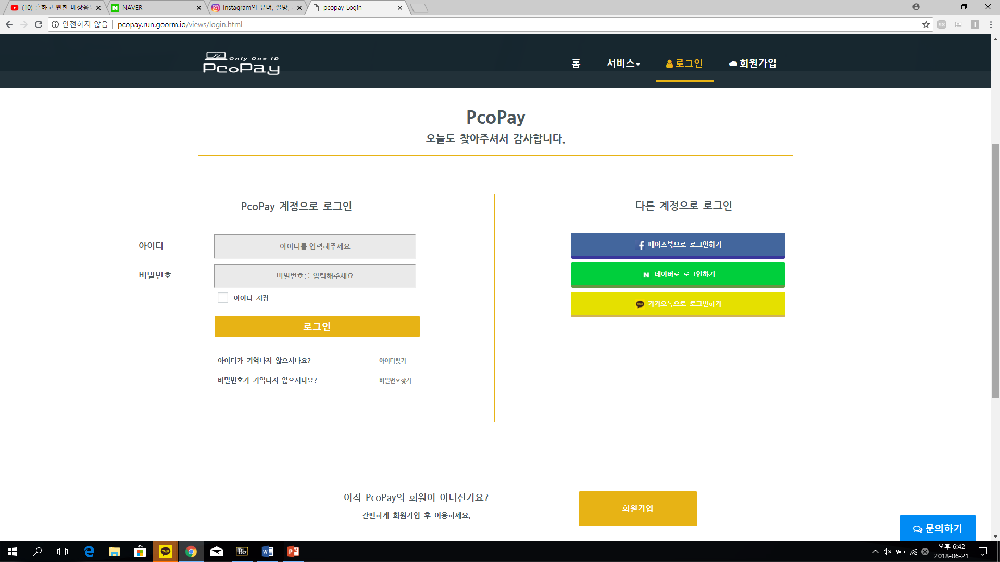 (10) 흔하고 뻔한 매장음악
NAVER
Instagram의 유머, 짤방,
pcopay Login
안전하지 않음 | pcopay.run.goorm.io/views/login.html
Only One ID
PcoPay
홈
서비스
로그인
회원가입
PcoPay
오늘도 찾아주셔서 감사합니다.
PcoPay 계정으로 로그인
아이디
아이디를 입력해주세요
비밀번호
비밀번호를 입력해주세요
아이디 저장
로그인
아이디가 기억나지 않으시나요?
아이디찾기
비밀번호가 기억나지 않으시나요?
비밀번호찾기
다른 계정으로 로그인
페이스북으로 로그인하기
네이버로 로그인하기
카카오톡으로 로그인하기
아직 PcoPay의 회원이 아니신가요?
간편하게 회원가입 후 이용하세요.
회원가입
문의하기
TALK
Bb
오후 6:42
2018-06-21